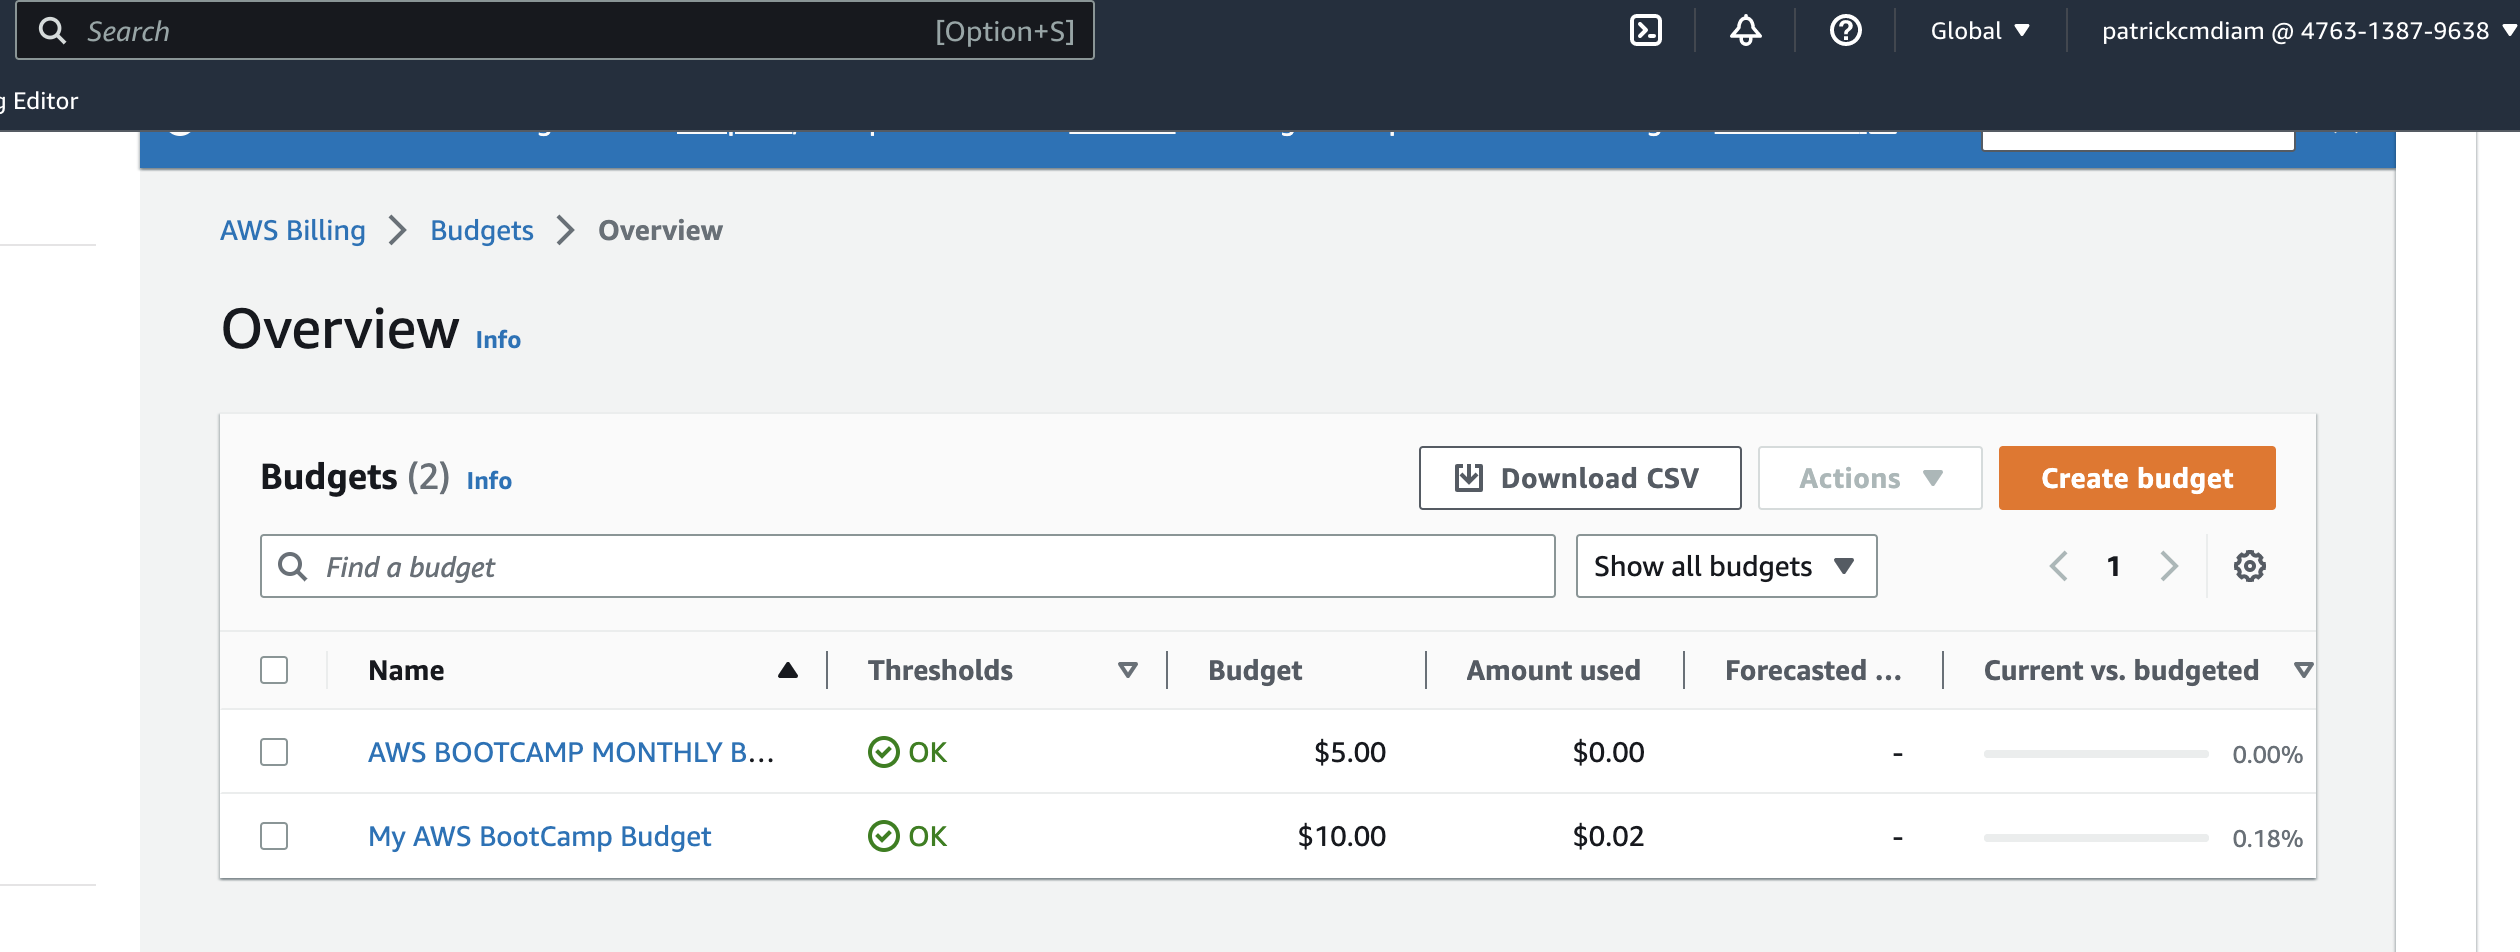 Search [Option+S] Global patrickcmdiam @ 4763-1387-9638
g Editor
AWS Billing Budgets Overview
Overview Info
Budgets (2) Info Download CSV Actions Create budget
Find a budget Show all budgets 1
Name Thresholds Budget Amount used Forecasted ... Current vs. budgeted
AWS BOOTCAMP MONTHLY B... OK $5.00 $0.00 - 0.00%
My AWS BootCamp Budget OK $10.00 $0.02 - 0.18%